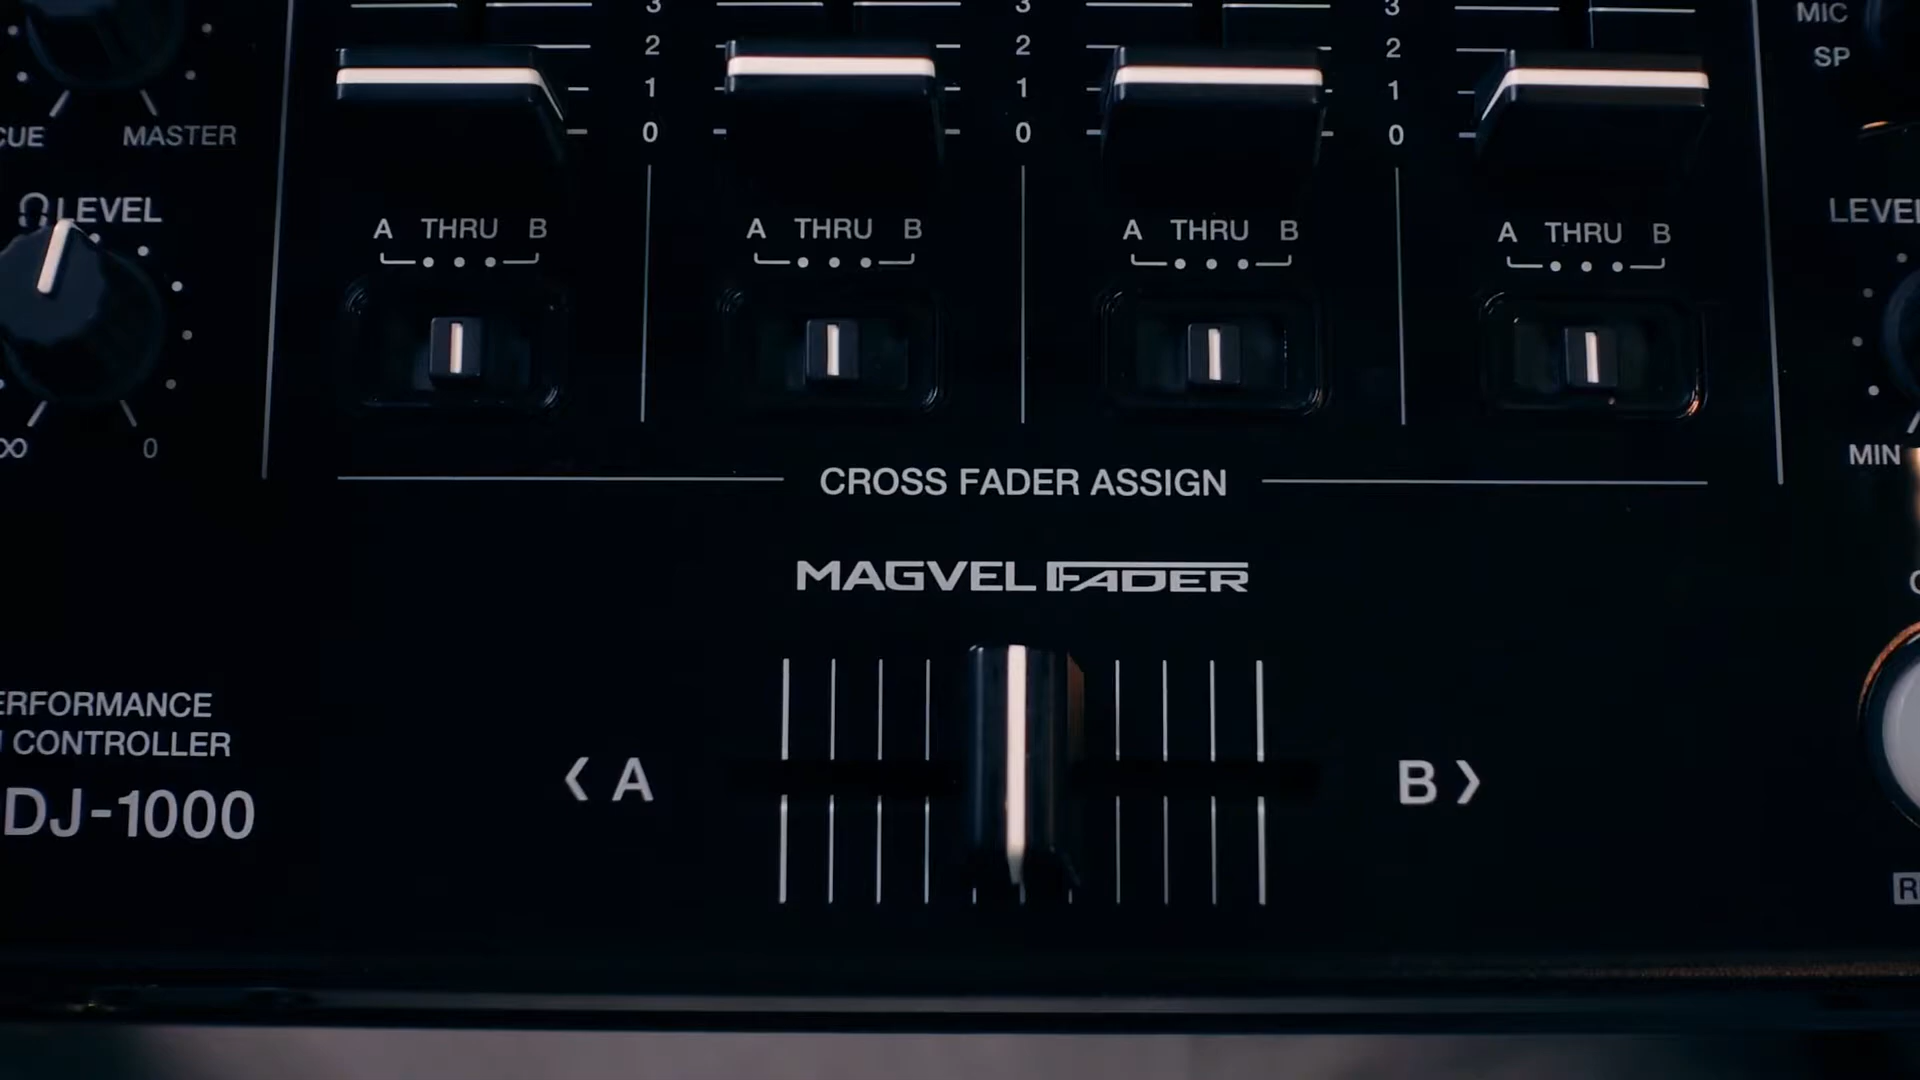 3 3 3 MIC
2 2 2 SP
1 1 1
0 0 0
CUE MASTER
LEVEL LEVEL
A THRU B A THRU B A THRU B A THRU B
∞ 0 MIN
CROSS FADER ASSIGN
MAGVEL FADER
ERFORMANCE
CONTROLLER
DJ-1000
‹ A B ›
R